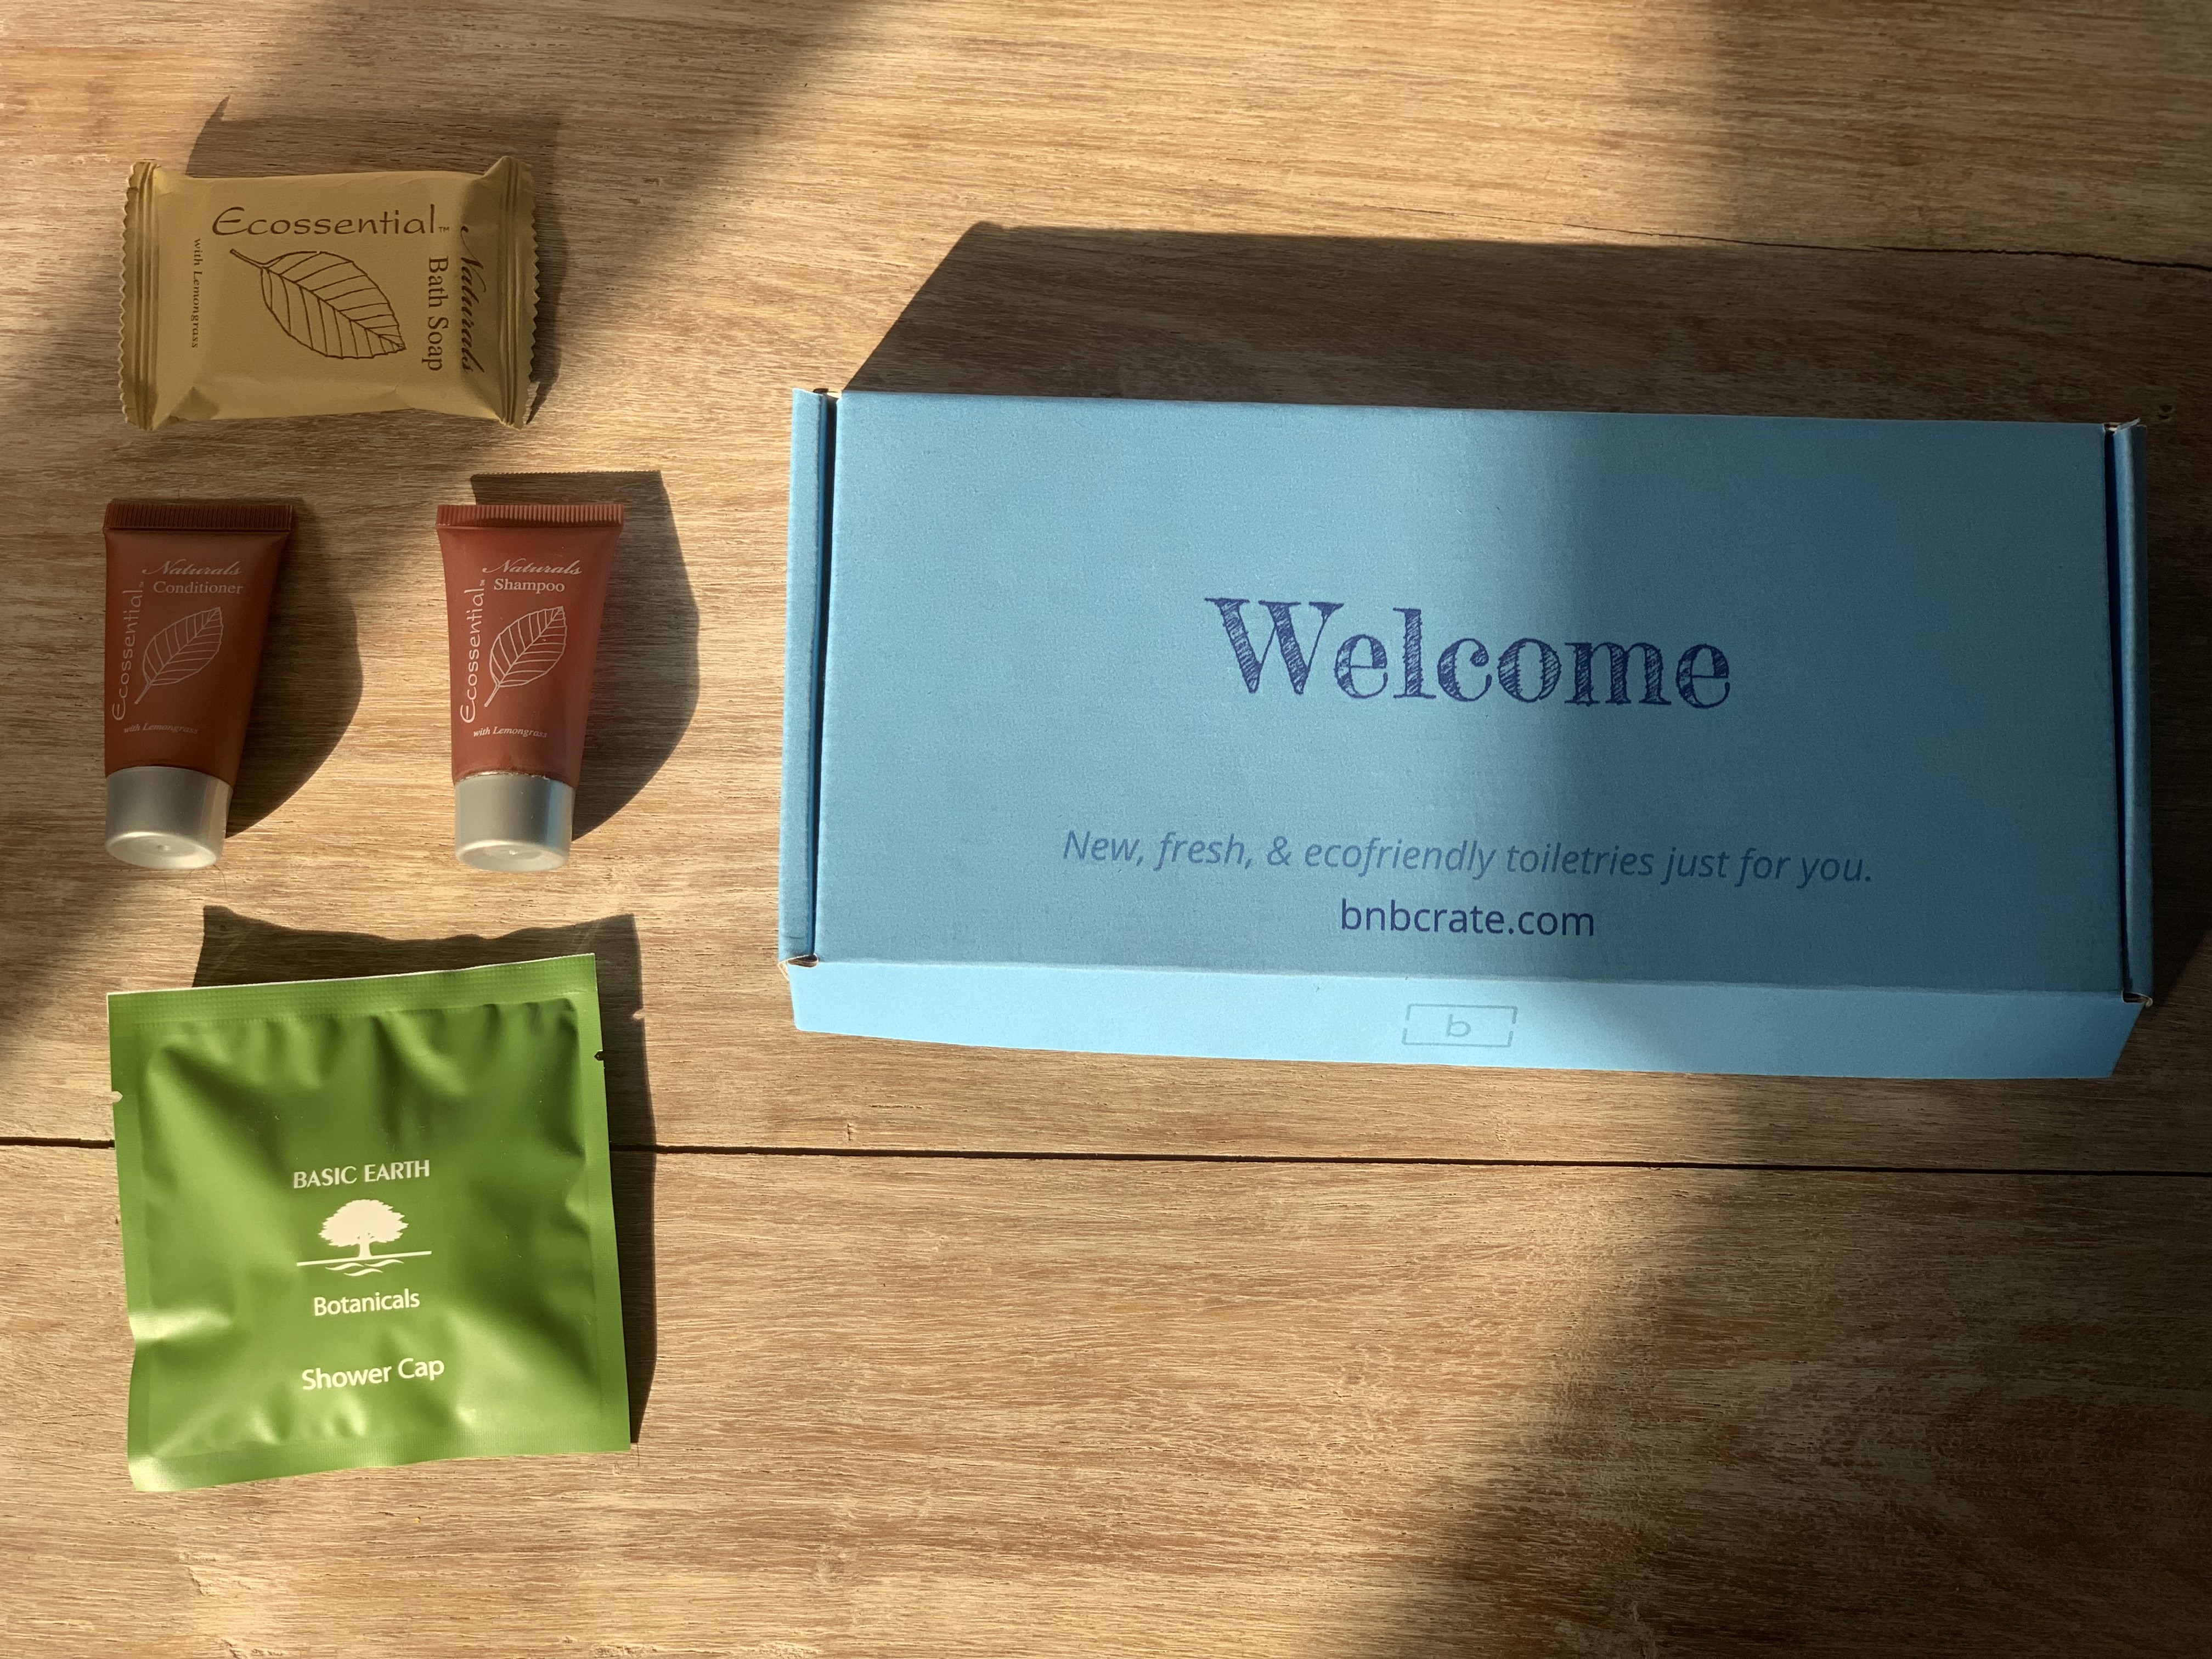 Ecossential™
Naturals
Bath Soap
with Lemongrass
Naturals
Conditioner
Ecossential™
with Lemongrass
Naturals
Shampoo
Ecossential™
with Lemongrass
BASIC EARTH
Botanicals
Shower Cap
Welcome
New, fresh, & ecofriendly toiletries just for you.
bnbcrate.com
b